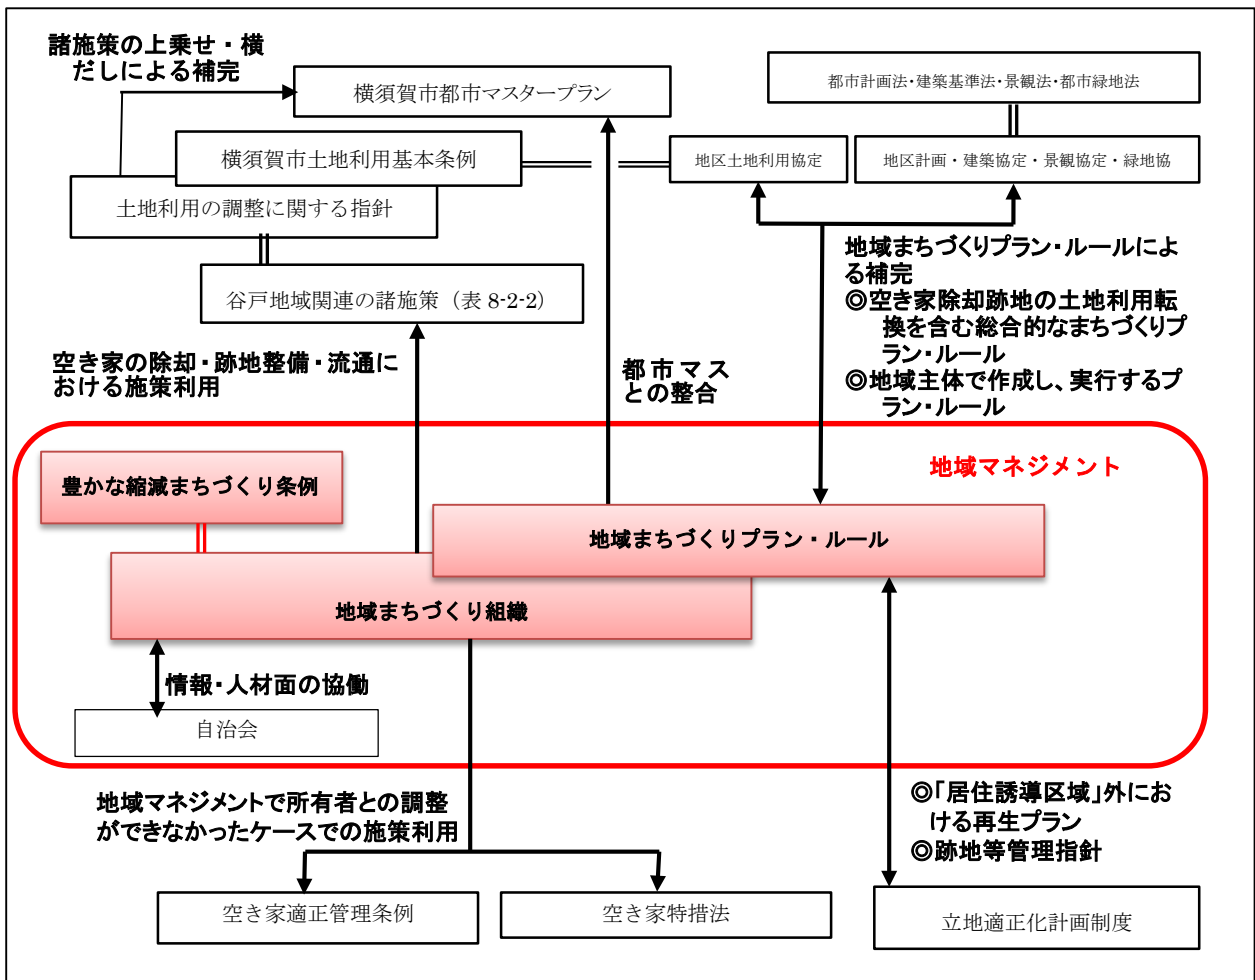 諸施策の上乗せ・横
だしによる補完
横須賀市都市マスタープラン
都市計画法・建築基準法・景観法・都市緑地法
横須賀市土地利用基本条例
地区土地利用協定
地区計画・建築協定・景観協定・緑地協
土地利用の調整に関する指針
谷戸地域関連の諸施策（表 8-2-2）
地域まちづくりプラン・ルールによ
る補完
◎空き家除却跡地の土地利用転
換を含む総合的なまちづくりプ
ラン・ルール
◎地域主体で作成し、実行するプ
ラン・ルール
空き家の除却・跡地整備・流通に
おける施策利用
都市マス
との整合
地域マネジメント
豊かな縮減まちづくり条例
地域まちづくりプラン・ルール
地域まちづくり組織
情報・人材面の協働
自治会
地域マネジメントで所有者との調整
ができなかったケースでの施策利用
◎「居住誘導区域」外にお
ける再生プラン
◎跡地等管理指針
空き家適正管理条例
空き家特措法
立地適正化計画制度